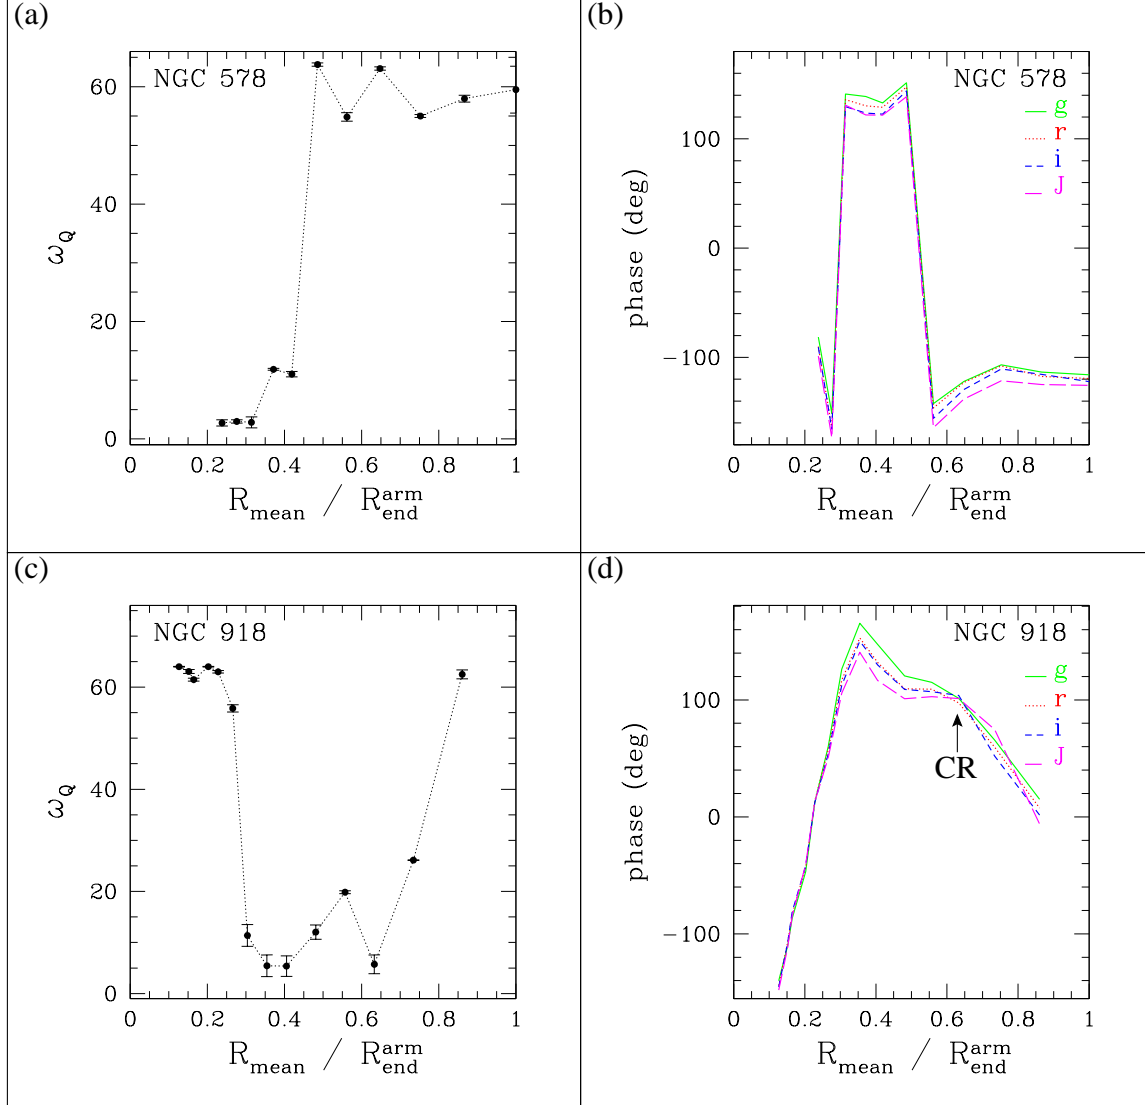 (a)
NGC 578
60
40
20
0
ω_Q
0 0.2 0.4 0.6 0.8 1
R_mean / R_end^arm
(b)
NGC 578
g
r
i
J
100
0
−100
phase (deg)
0 0.2 0.4 0.6 0.8 1
R_mean / R_end^arm
(c)
NGC 918
60
40
20
0
ω_Q
0 0.2 0.4 0.6 0.8 1
R_mean / R_end^arm
(d)
NGC 918
g
r
i
J
CR
100
0
−100
phase (deg)
0 0.2 0.4 0.6 0.8 1
R_mean / R_end^arm